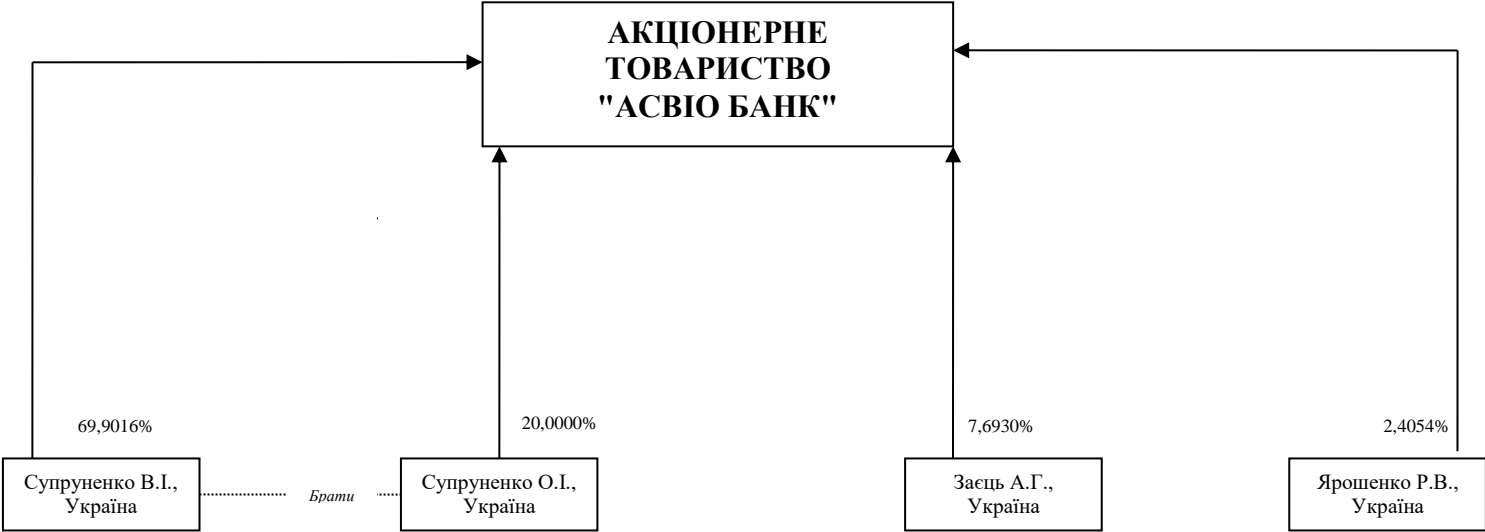 АКЦІОНЕРНЕ
ТОВАРИСТВО
"АСВІО БАНК"
69,9016%
20,0000%
7,6930%
2,4054%
Супруненко В.І.,
Україна
Брати
Супруненко О.І.,
Україна
Заєць А.Г.,
Україна
Ярошенко Р.В.,
Україна